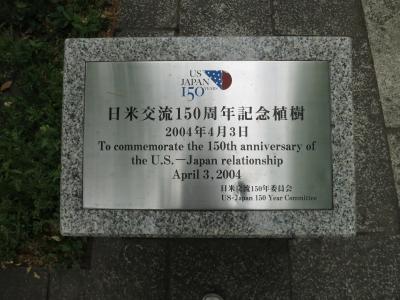 US
JAPAN
150 YEARS
日米交流150周年記念植樹
2004年4月3日
To commemorate the 150th anniversary of
the U.S.-Japan relationship
April 3, 2004
日米交流150年委員会
US-Japan 150 Year Committee